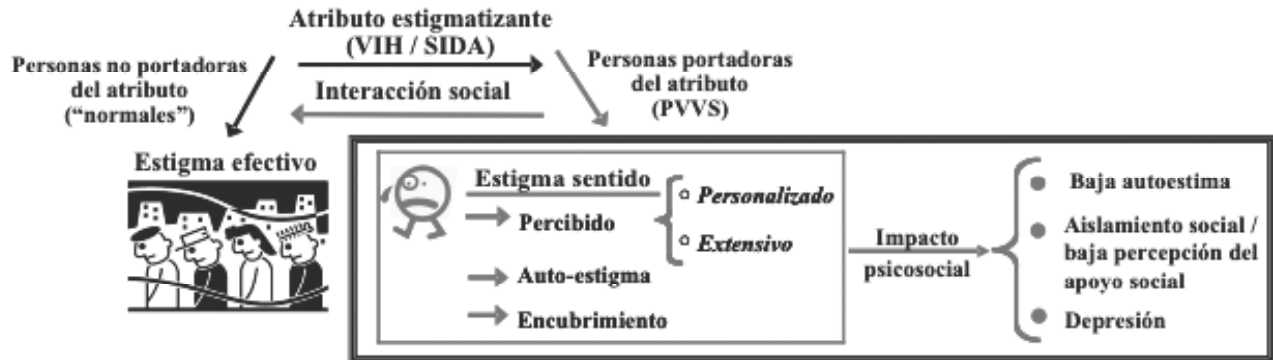 Atributo estigmatizante
(VIH / SIDA)
Personas no portadoras
del atributo
(“normales”)
Interacción social
Personas portadoras
del atributo
(PVVS)
Estigma efectivo
Estigma sentido
Percibido
Personalizado
Extensivo
Auto-estigma
Encubrimiento
Impacto
psicosocial
Baja autoestima
Aislamiento social /
baja percepción del
apoyo social
Depresión